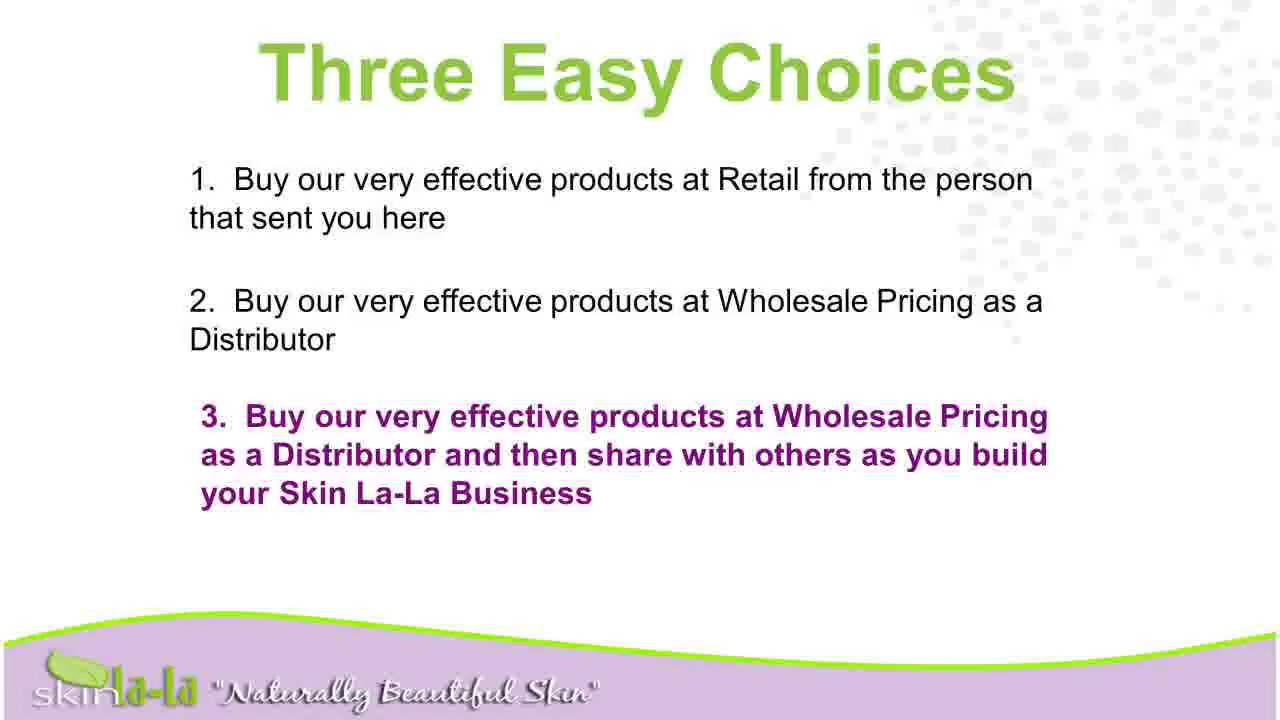 Three Easy Choices
1. Buy our very effective products at Retail from the person
that sent you here
2. Buy our very effective products at Wholesale Pricing as a
Distributor
3. Buy our very effective products at Wholesale Pricing
as a Distributor and then share with others as you build
your Skin La-La Business
skin la-la "Naturally Beautiful Skin"